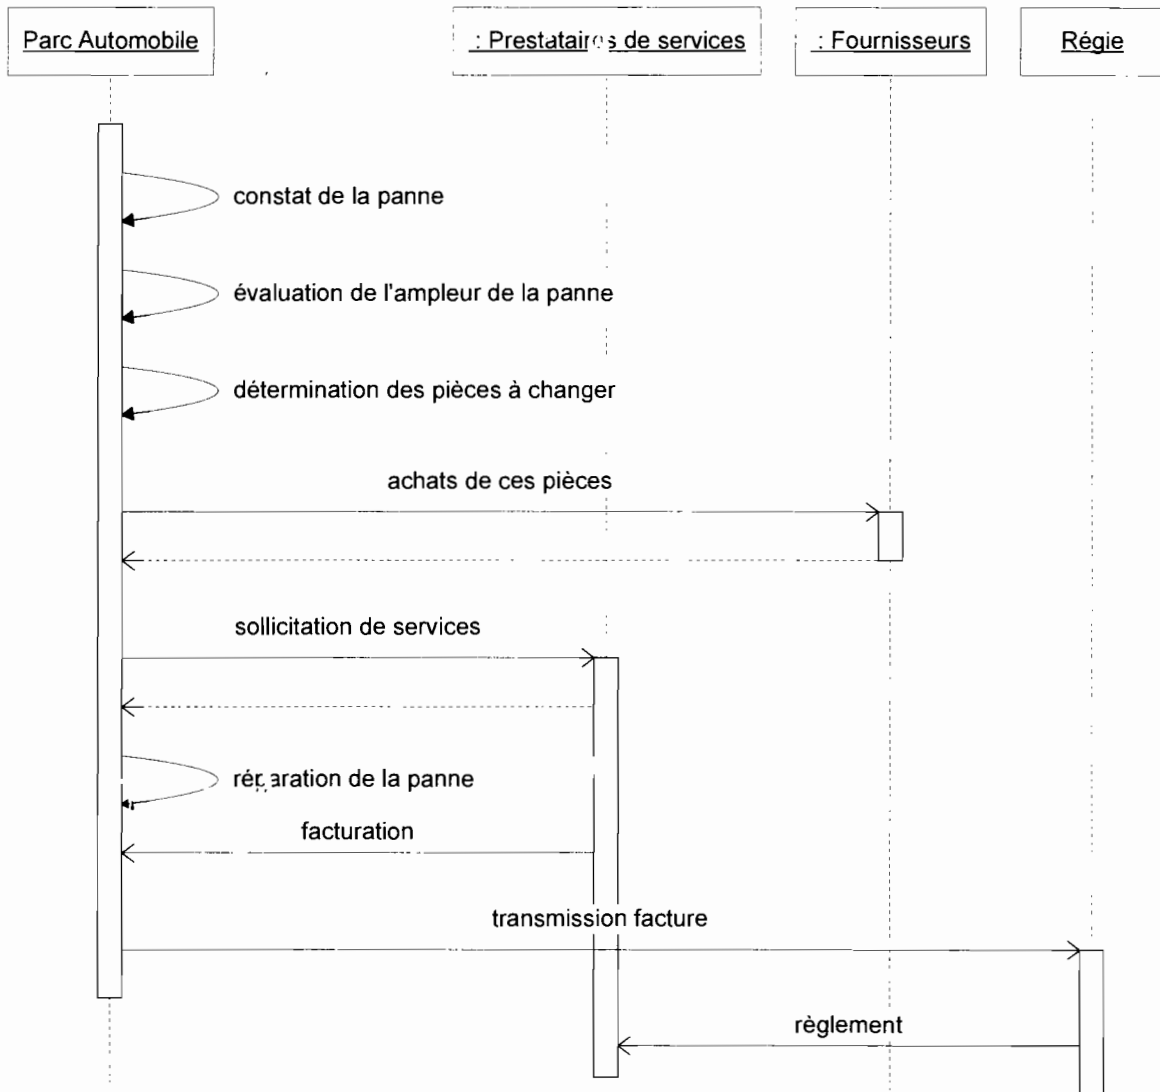 Parc Automobile
: Prestataires de services
: Fournisseurs
Régie
constat de la panne
évaluation de l'ampleur de la panne
détermination des pièces à changer
achats de ces pièces
sollicitation de services
réparation de la panne
facturation
transmission facture
règlement